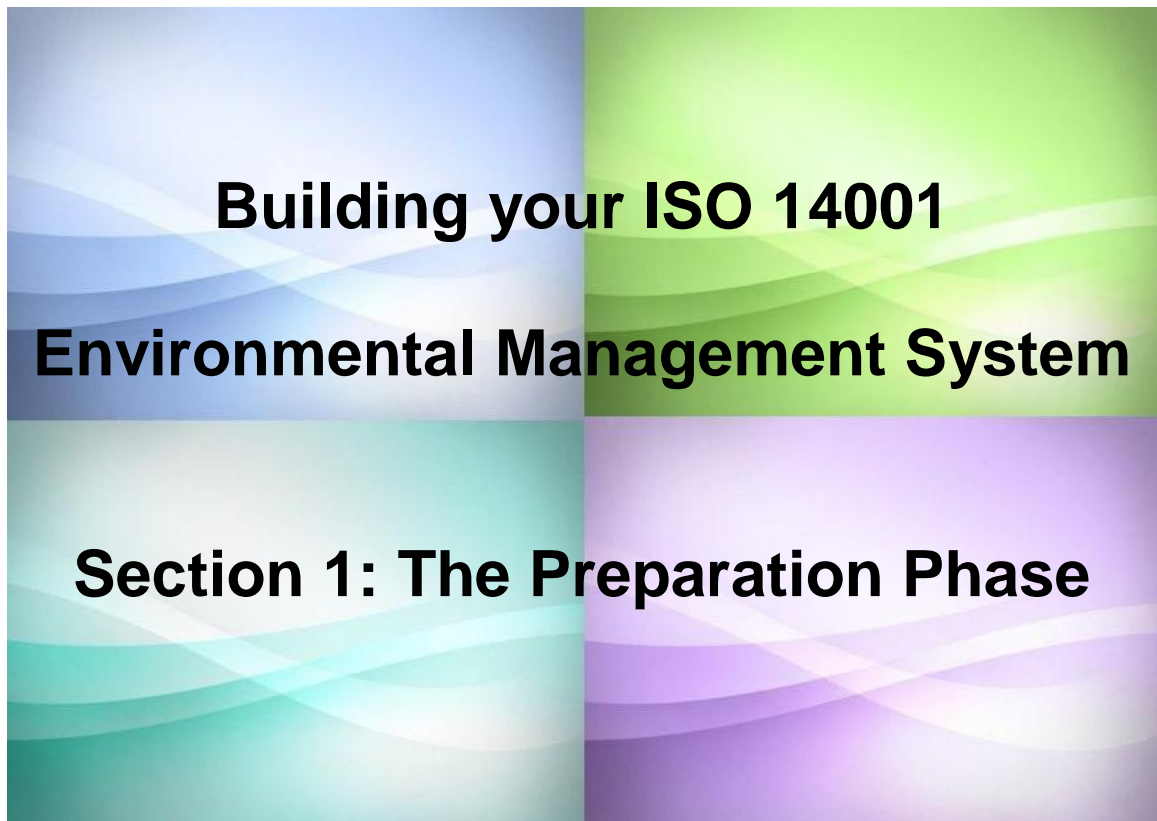 Building your ISO 14001
Environmental Management System
Section 1: The Preparation Phase